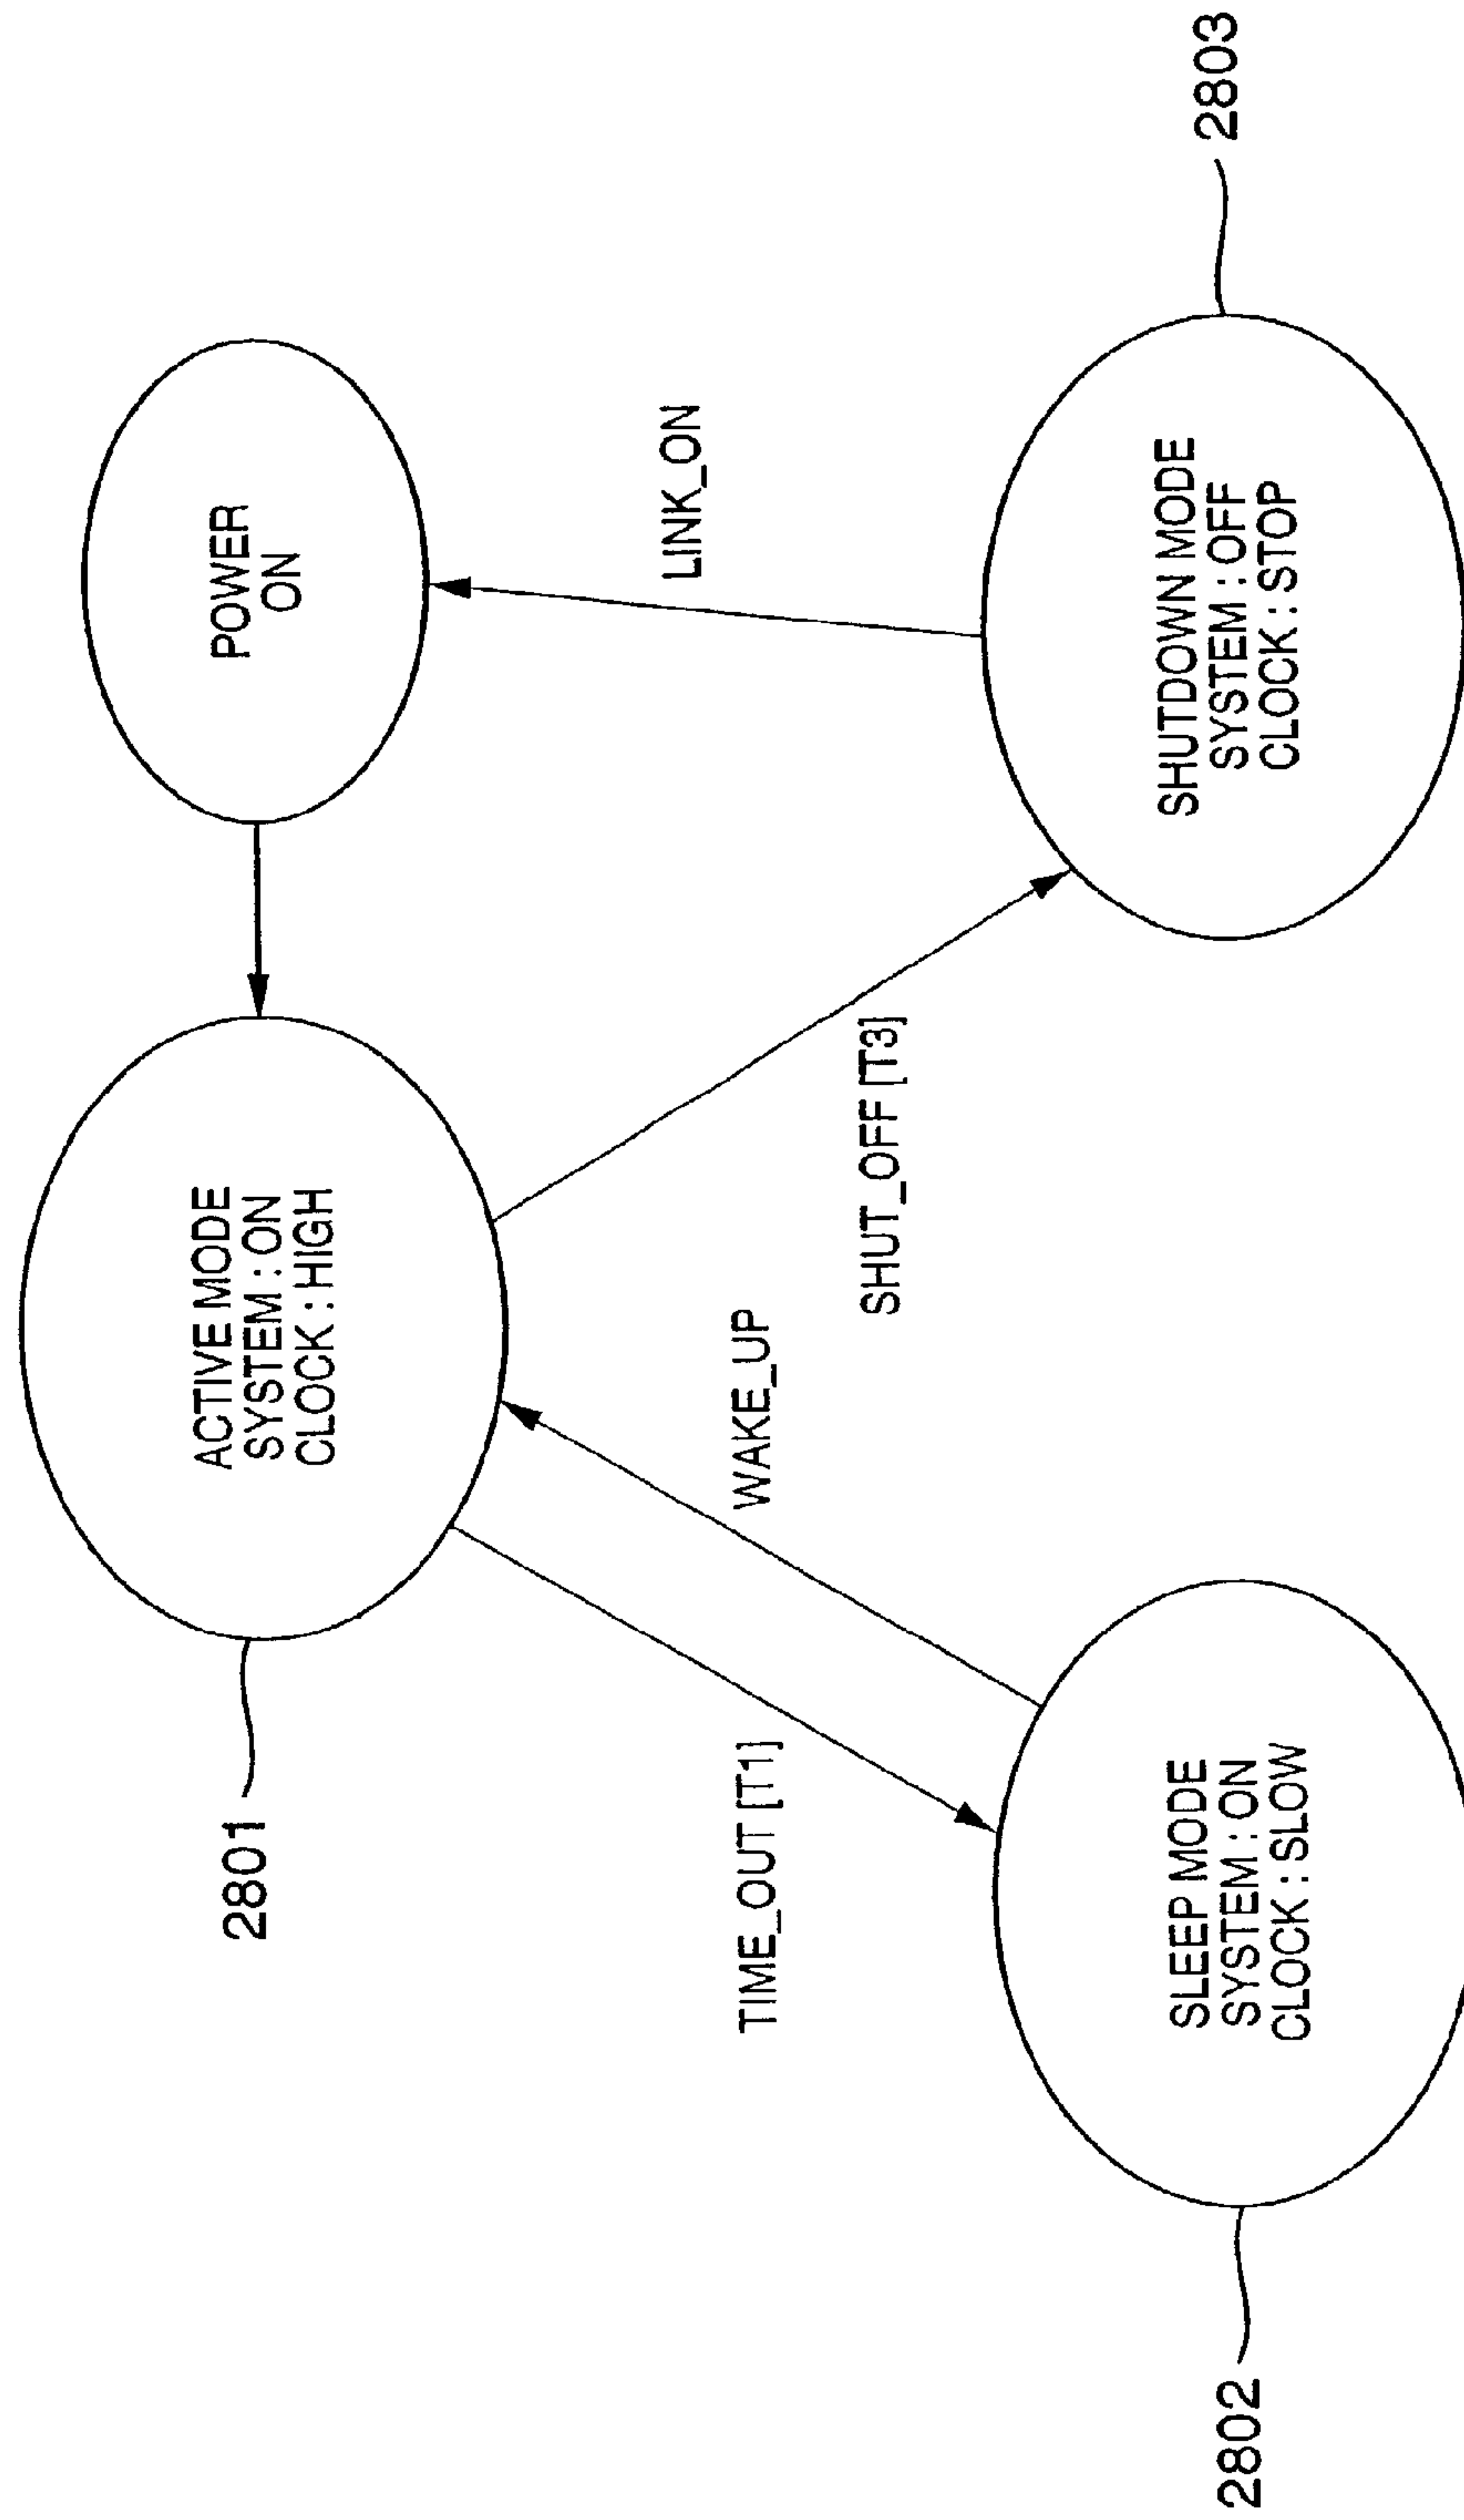 2801
ACTIVE MODE
SYSTEM : ON
CLOCK : HIGH
POWER
ON
TIME_OUT [T1]
WAKE_UP
SHUT_OFF [T3]
LINK_ON
2802
SLEEP MODE
SYSTEM : ON
CLOCK : SLOW
SHUTDOWN MODE
SYSTEM : OFF
CLOCK : STOP
2803